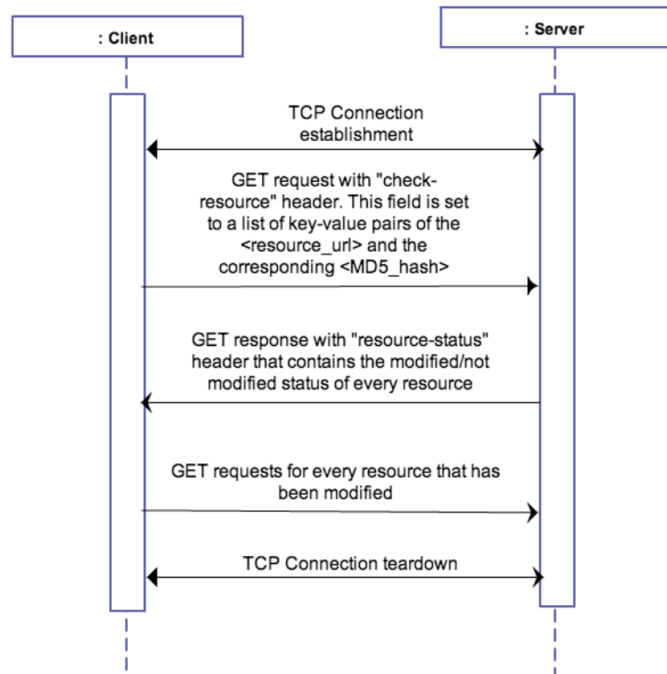 : Client
: Server
TCP Connection
establishment
GET request with "check-
resource" header. This field is set
to a list of key-value pairs of the
<resource_url> and the
corresponding <MD5_hash>
GET response with "resource-status"
header that contains the modified/not
modified status of every resource
GET requests for every resource that has
been modified
TCP Connection teardown